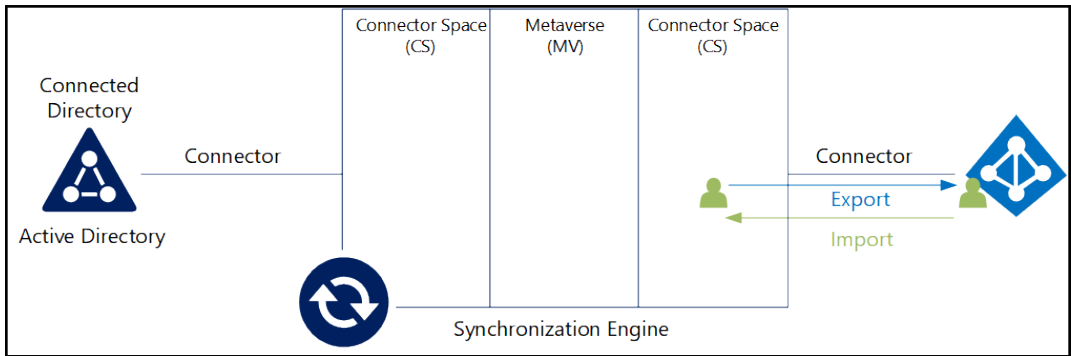 Connector Space
(CS)
Metaverse
(MV)
Connector Space
(CS)
Connected
Directory
Connector
Active Directory
Connector
Export
Import
Synchronization Engine